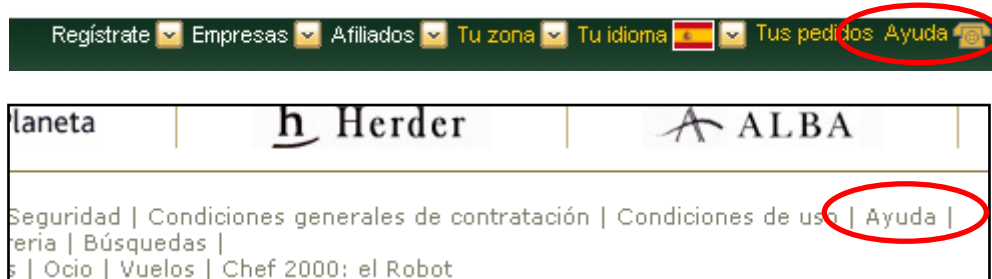 Regístrate Empresas Afiliados Tu zona Tu idioma Tus pedidos Ayuda
laneta h Herder ALBA
Seguridad | Condiciones generales de contratación | Condiciones de uso | Ayuda |
reria | Búsquedas |
s | Ocio | Vuelos | Chef 2000: el Robot